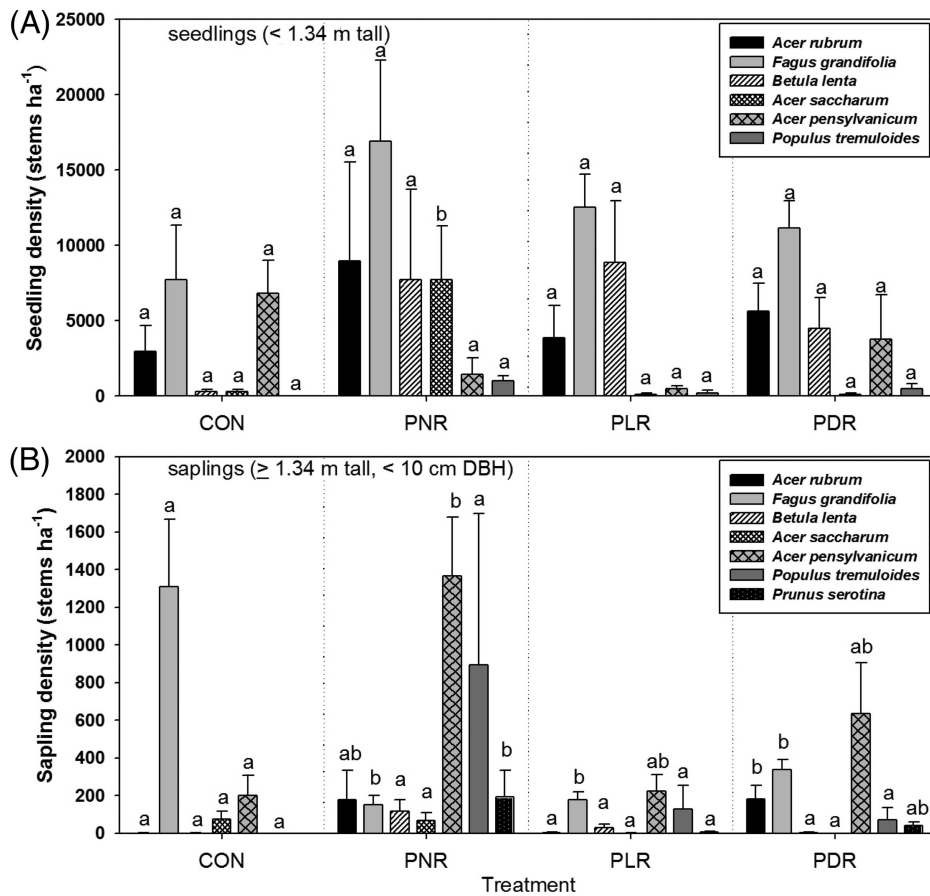 (A)
seedlings (< 1.34 m tall)
25000
20000
15000
10000
5000
0
Seedling density (stems ha-1)
Acer rubrum
Fagus grandifolia
Betula lenta
Acer saccharum
Acer pensylvanicum
Populus tremuloides
a a a a a a
a a a b a a
a a a a a a
a a a a a a
CON PNR PLR PDR
(B)
saplings (≥ 1.34 m tall, < 10 cm DBH)
2000
1800
1600
1400
1200
1000
800
600
400
200
0
Sapling density (stems ha-1)
Acer rubrum
Fagus grandifolia
Betula lenta
Acer saccharum
Acer pensylvanicum
Populus tremuloides
Prunus serotina
a a a a a a
ab b a a b a b
a b a a ab a a
b b a a ab a ab
CON PNR PLR PDR
Treatment